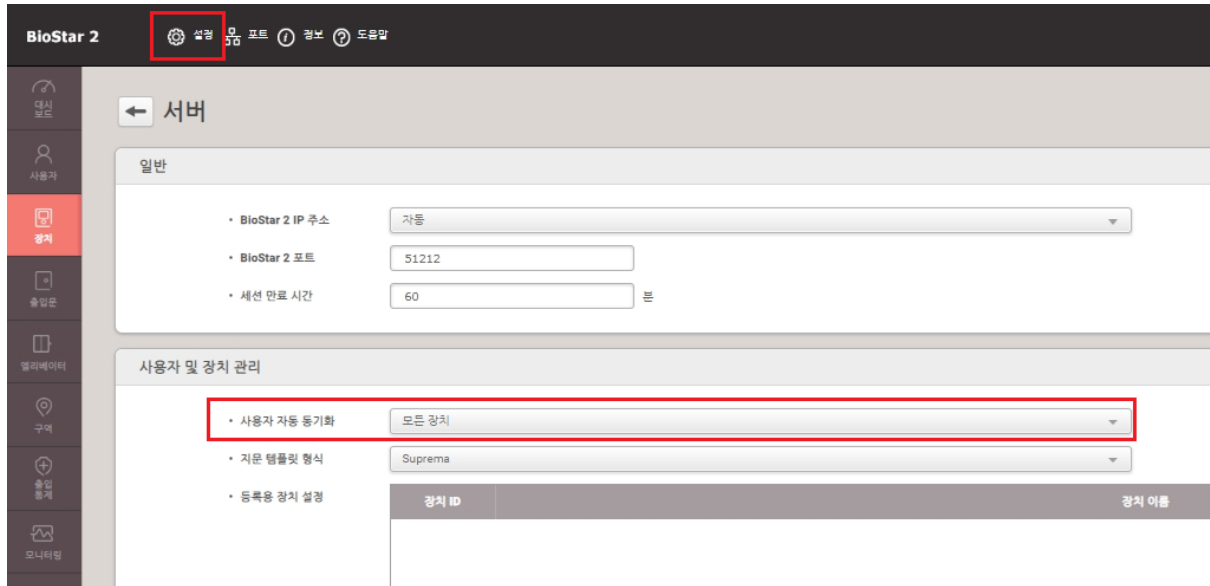 BioStar 2 설정 포트 정보 도움말
대시
보드
사용자
장치
출입문
엘리베이터
구역
출입
통제
모니터링
서버
일반
• BioStar 2 IP 주소 자동
• BioStar 2 포트 51212
• 세션 만료 시간 60 분
사용자 및 장치 관리
• 사용자 자동 동기화 모든 장치
• 지문 템플릿 형식 Suprema
• 등록용 장치 설정 장치 ID 장치 이름